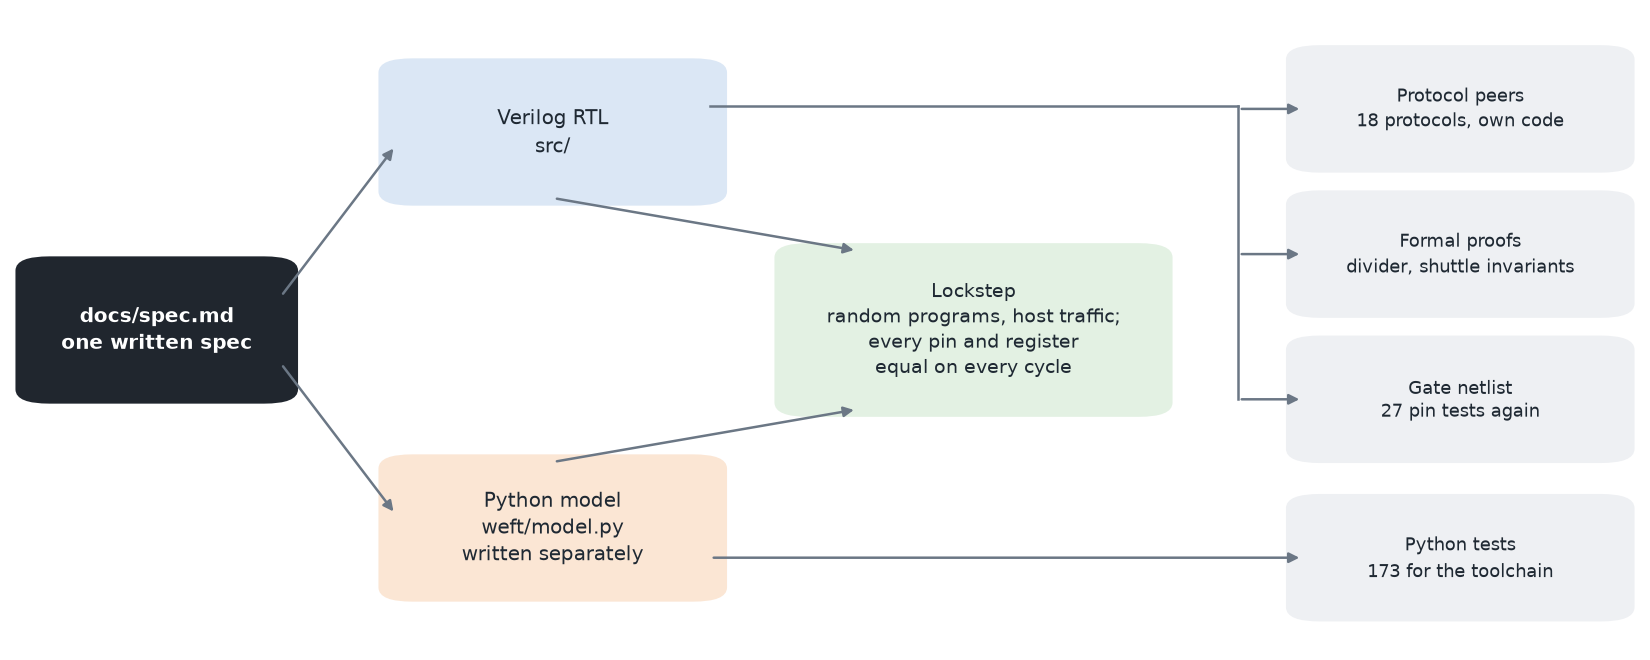 docs/spec.md
one written spec
Verilog RTL
src/
Python model
weft/model.py
written separately
Lockstep
random programs, host traffic;
every pin and register
equal on every cycle
Protocol peers
18 protocols, own code
Formal proofs
divider, shuttle invariants
Gate netlist
27 pin tests again
Python tests
173 for the toolchain